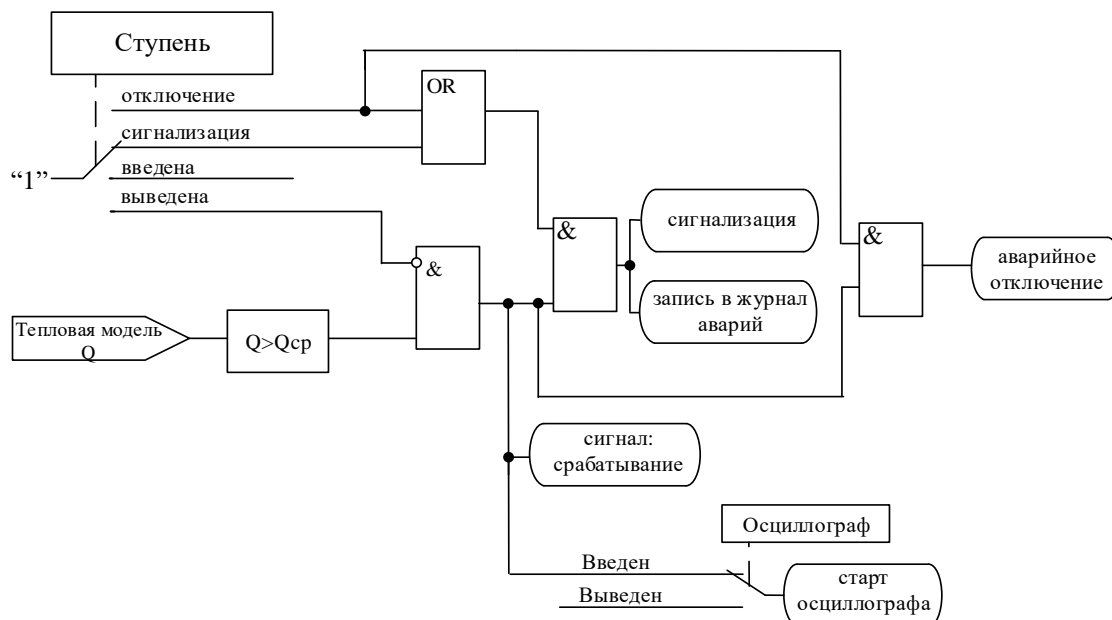 Ступень
отключение
OR
сигнализация
“1”
введена
выведена
&
&
сигнализация
&
аварийное
отключение
запись в журнал
аварий
Тепловая модель
Q
Q>Qср
сигнал:
срабатывание
Осциллограф
Введен
Выведен
старт
осциллографа